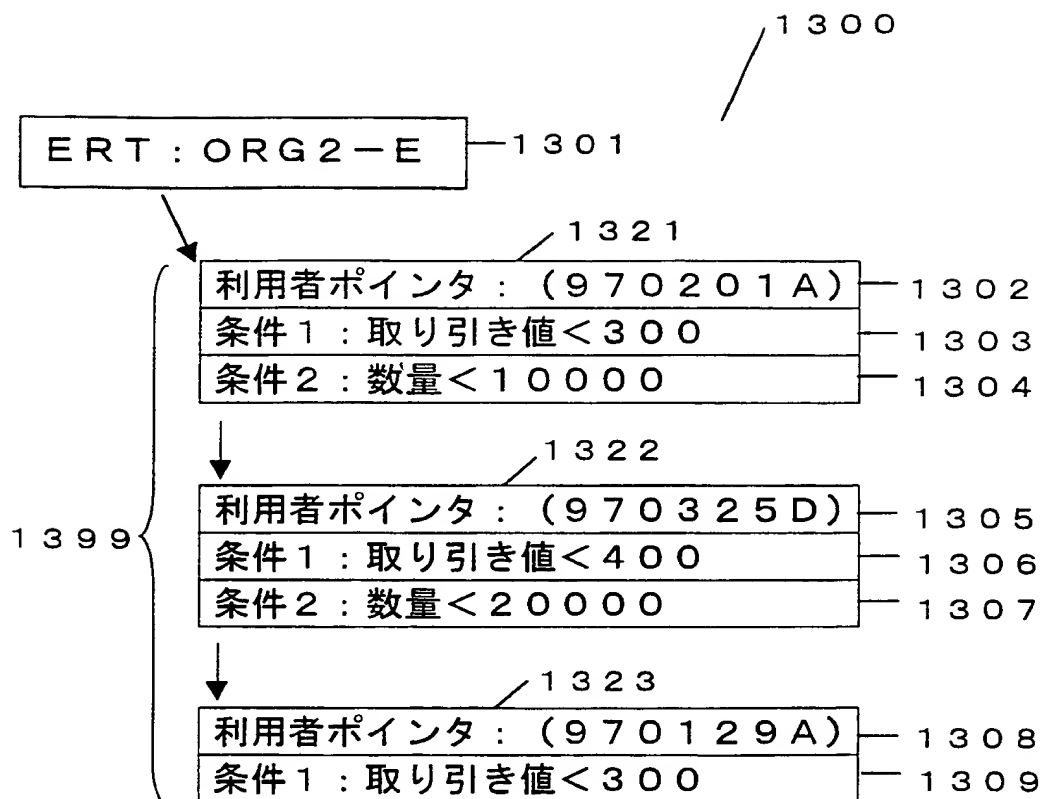 1300
ERT:ORG2-E 1301
1321
利用者ポインタ:(970201A) 1302
条件1:取り引き値<300 1303
条件2:数量<10000 1304
1322
利用者ポインタ:(970325D) 1305
条件1:取り引き値<400 1306
条件2:数量<20000 1307
1399
1323
利用者ポインタ:(970129A) 1308
条件1:取り引き値<300 1309